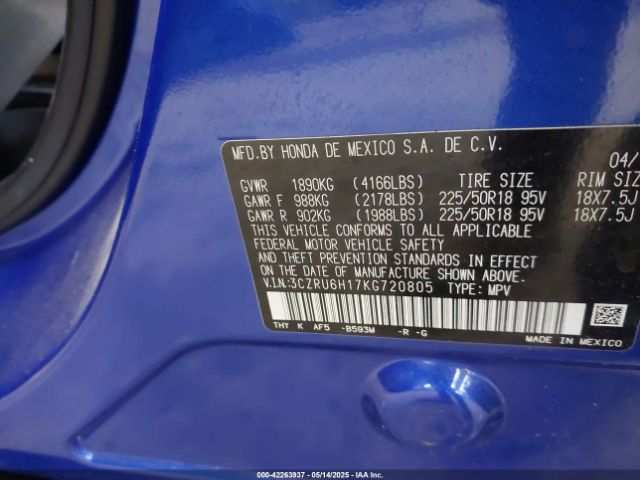 MFD.BY HONDA DE MEXICO S.A. DE C.V.
04/
GVWR 1890KG (4166LBS) TIRE SIZE RIM SIZ
GAWR F 988KG (2178LBS) 225/50R18 95V 18X7.5J
GAWR R 902KG (1988LBS) 225/50R18 95V 18X7.5J
THIS VEHICLE CONFORMS TO ALL APPLICABLE
FEDERAL MOTOR VEHICLE SAFETY
AND THEFT PREVENTION STANDARDS IN EFFECT
ON THE DATE OF MANUFACTURE SHOWN ABOVE.
V.I.N:3CZRU6H17KG720805 TYPE: MPV
THY K AF5 -B593M -R -G
MADE IN MEXICO
000-42263937 - 05/14/2025 - IAAI.COM